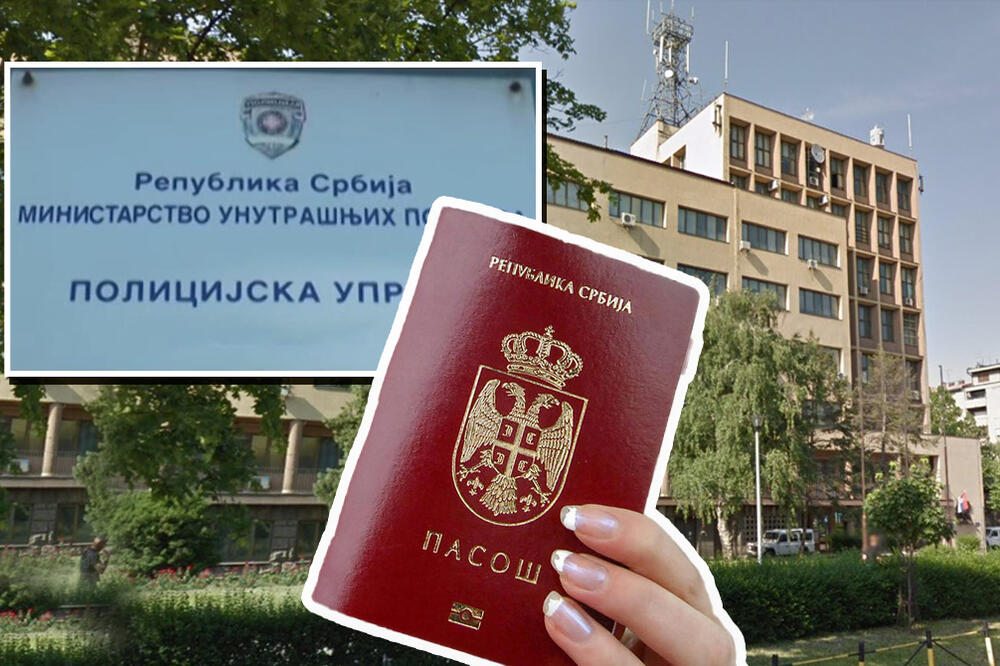 Република Србија
МИНИСТАРСТВО УНУТРАШЊИХ ПО
ПОЛИЦИЈСКА УПР
РЕПУБЛИКА СРБИЈА
ПАСОШ